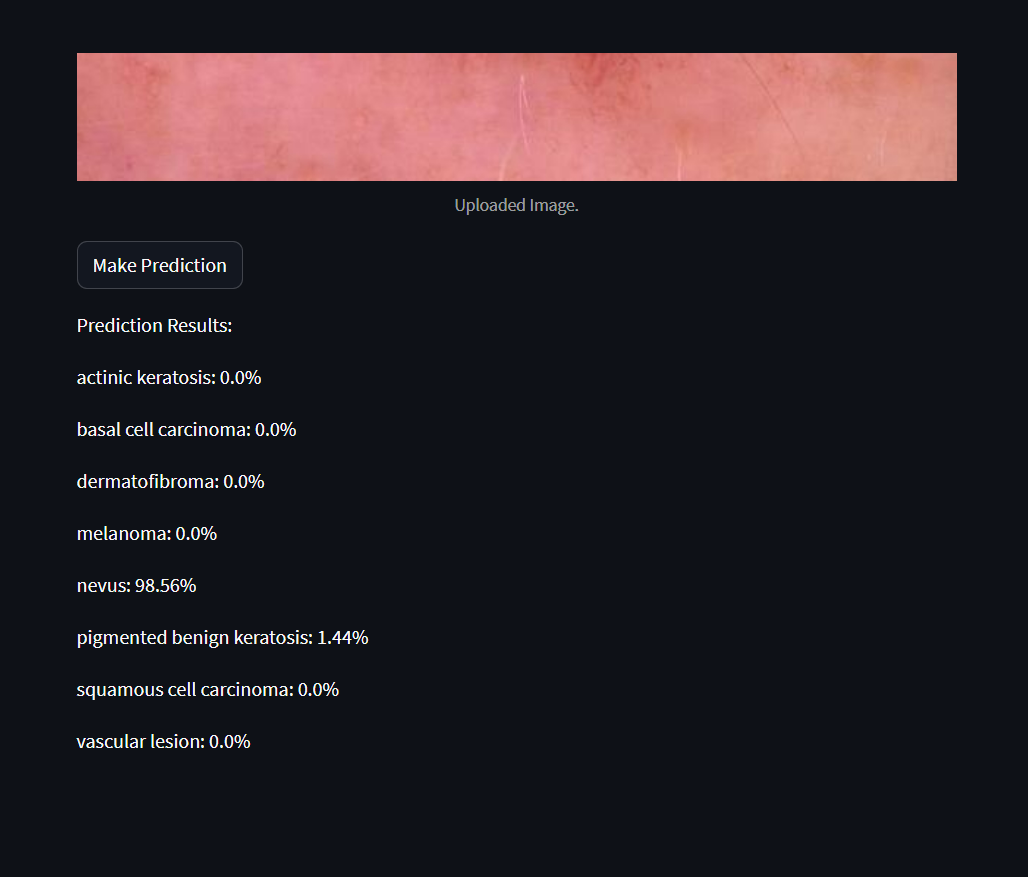 Uploaded Image.
Make Prediction
Prediction Results:
actinic keratosis: 0.0%
basal cell carcinoma: 0.0%
dermatofibroma: 0.0%
melanoma: 0.0%
nevus: 98.56%
pigmented benign keratosis: 1.44%
squamous cell carcinoma: 0.0%
vascular lesion: 0.0%